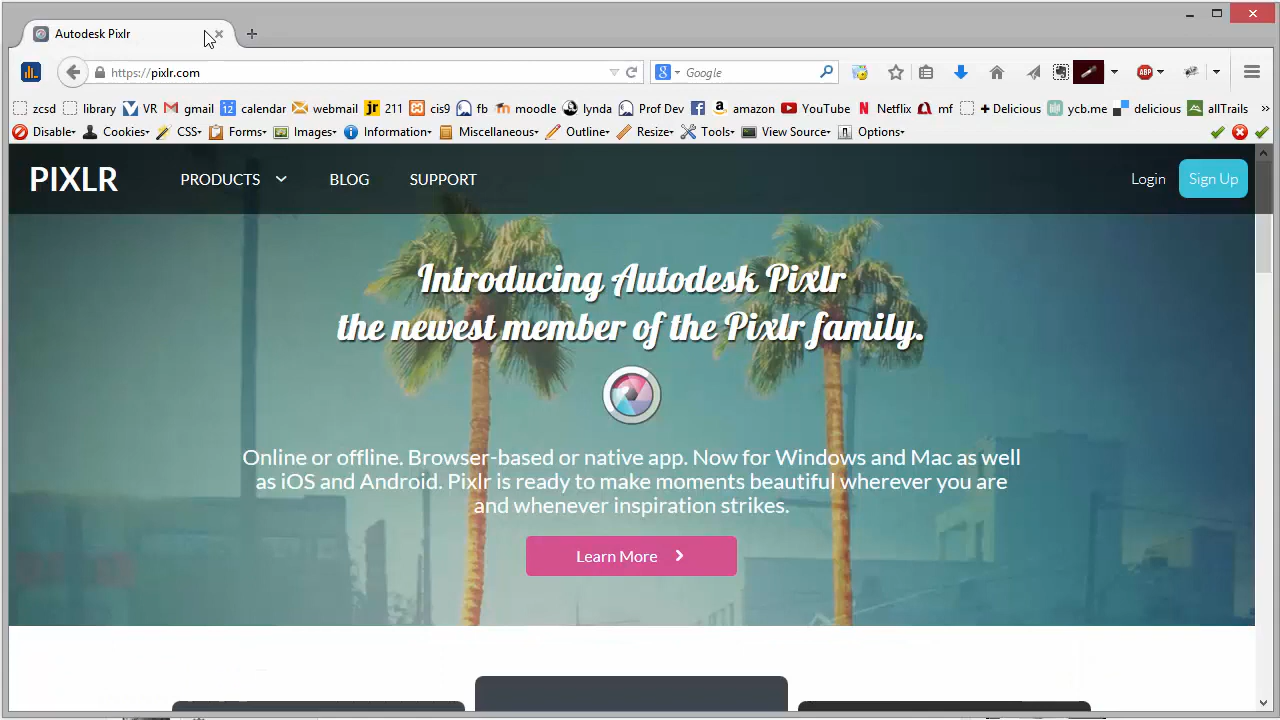 Autodesk Pixlr
https://pixlr.com
Google
ABP
zcsd library VR gmail 12 calendar webmail jr 211 cis9 fb moodle lynda Prof Dev amazon YouTube Netflix mf + Delicious ycb.me delicious allTrails »
Disable Cookies CSS Forms Images Information Miscellaneous Outline Resize Tools View Source Options
PIXLR PRODUCTS BLOG SUPPORT Login Sign Up
Introducing Autodesk Pixlr
the newest member of the Pixlr family.
Online or offline. Browser-based or native app. Now for Windows and Mac as well
as iOS and Android. Pixlr is ready to make moments beautiful wherever you are
and whenever inspiration strikes.
Learn More